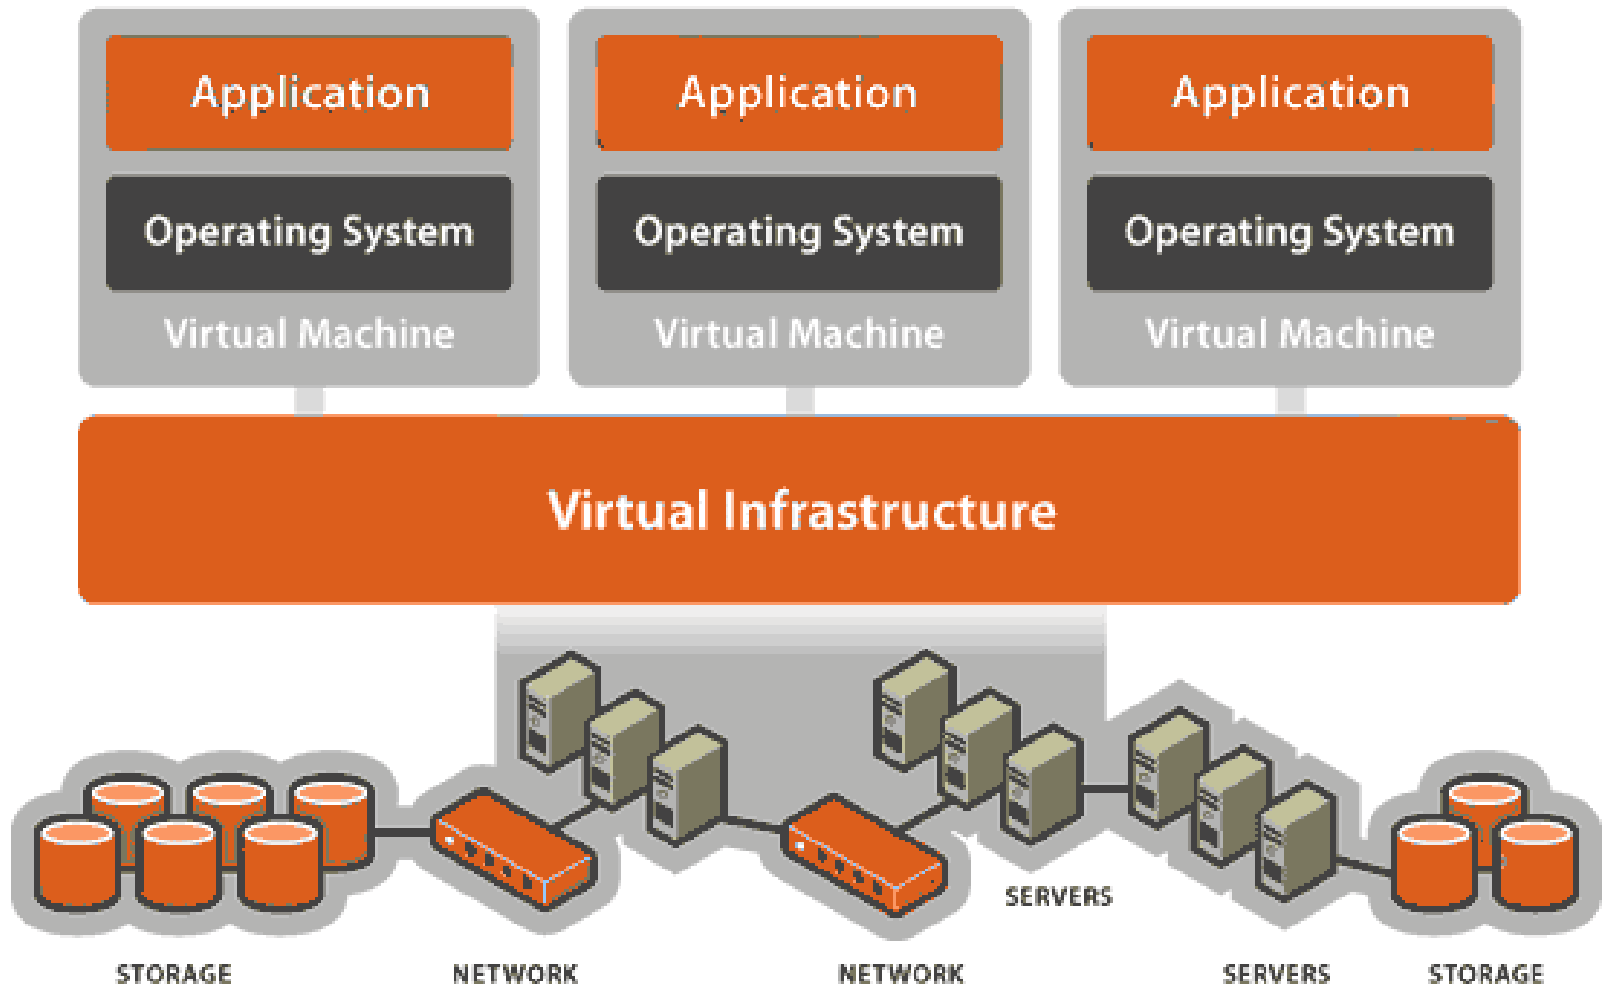 Application
Application
Application
Operating System
Operating System
Operating System
Virtual Machine
Virtual Machine
Virtual Machine
Virtual Infrastructure
SERVERS
STORAGE
NETWORK
NETWORK
SERVERS
STORAGE